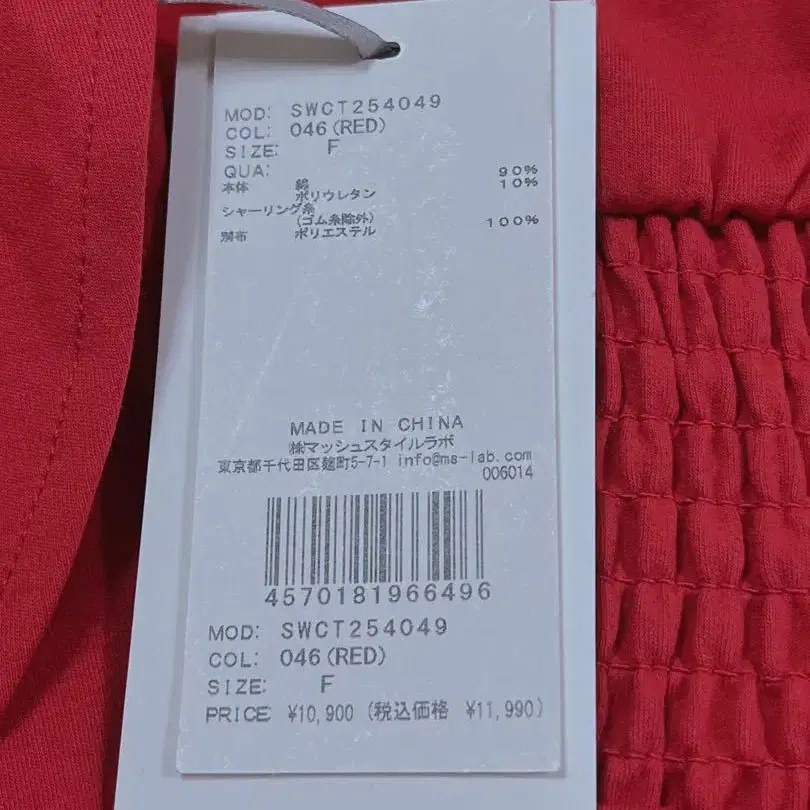 MOD: SWCT254049
COL: 046(RED)
SIZE: F
QUA:
本体 綿 90%
ポリウレタン 10%
シャーリング糸
(ゴム糸除外)
別布 ポリエステル 100%
MADE IN CHINA
㈱マッシュスタイルラボ
東京都千代田区麹町5-7-1 info@ms-lab.com
006014
4570181966496
MOD: SWCT254049
COL: 046(RED)
SIZE: F
PRICE: ¥10,900 (税込価格 ¥11,990)